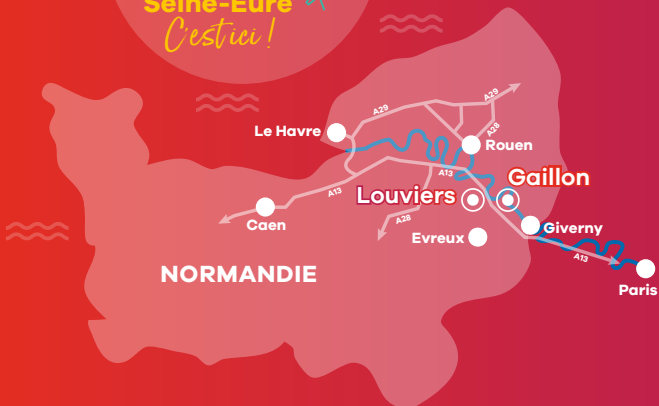 Seine-Eure
C'est ici !
A29
A29
Le Havre
A28
Rouen
A13
Gaillon
A13
Louviers
Caen
A28
Evreux
Giverny
A13
NORMANDIE
Paris